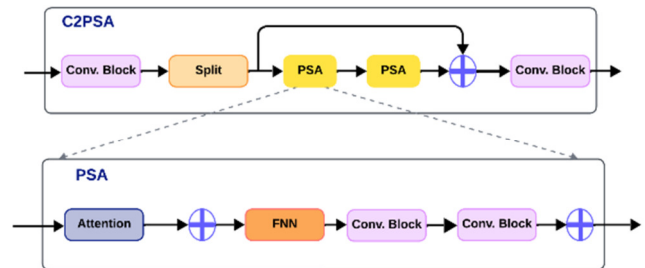 C2PSA
Conv. Block
Split
PSA
PSA
Conv. Block
PSA
Attention
FNN
Conv. Block
Conv. Block